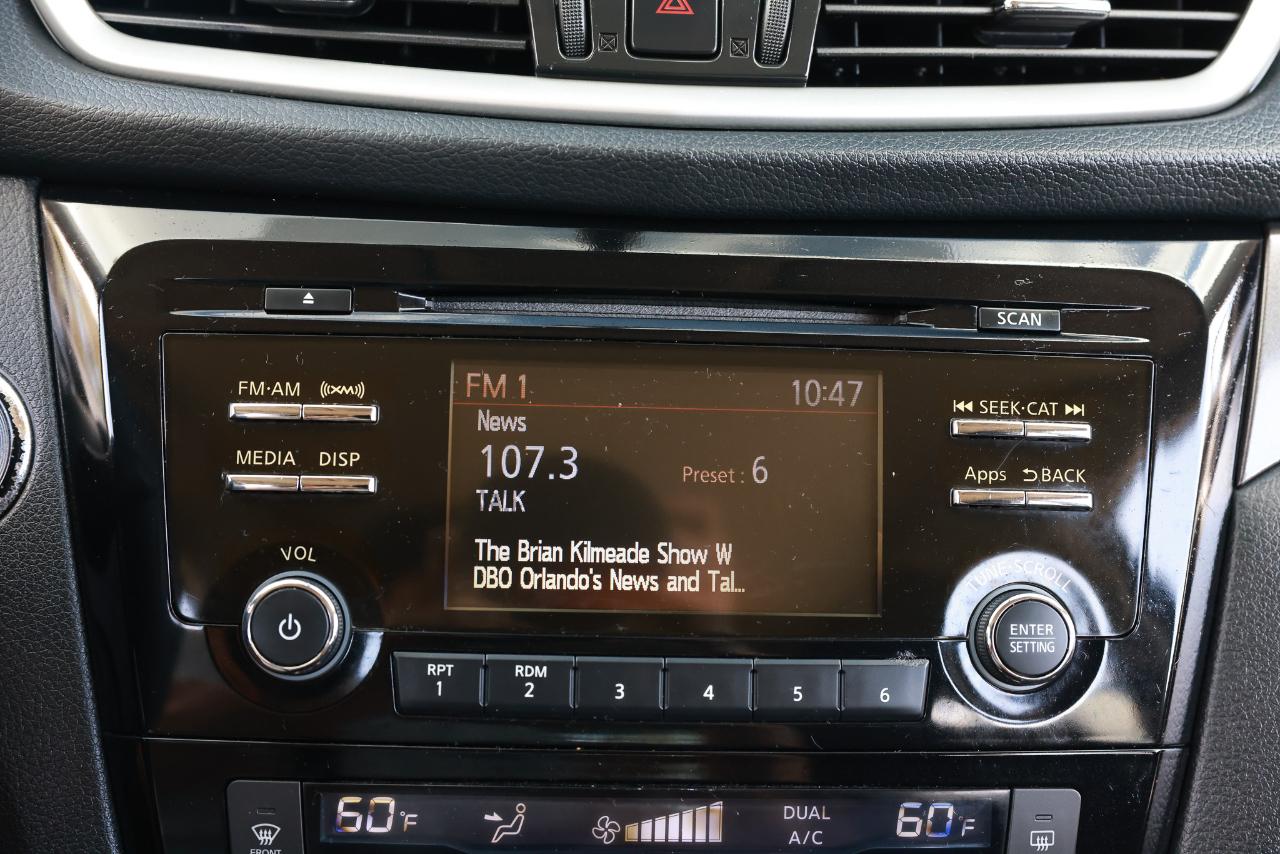 SCAN
FM·AM ((XM))
SEEK·CAT
MEDIA DISP
Apps BACK
FM 1 10:47
News
107.3 Preset : 6
TALK
The Brian Kilmeade Show W
DBO Orlando's News and Tal...
VOL
TUNE·SCROLL
ENTER
SETTING
RPT RDM
1 2 3 4 5 6
60°F DUAL 60°F
A/C
FRONT